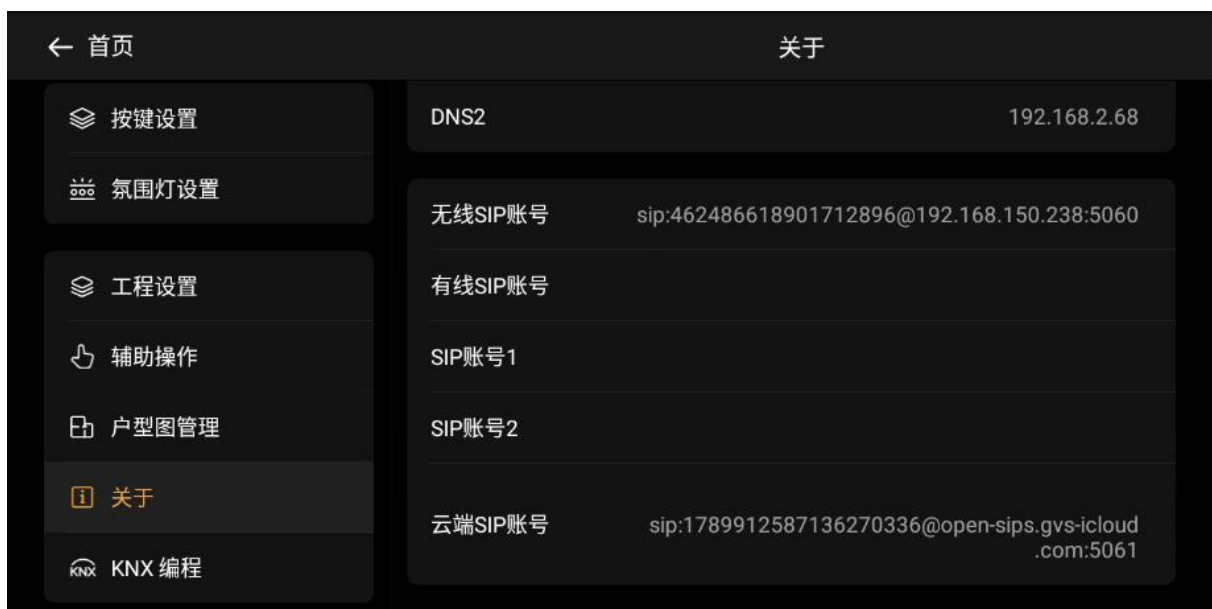 ← 首页
关于
按键设置
氛围灯设置
工程设置
辅助操作
户型图管理
关于
KNX KNX 编程
DNS2 192.168.2.68
无线SIP账号 sip:462486618901712896@192.168.150.238:5060
有线SIP账号
SIP账号1
SIP账号2
云端SIP账号 sip:1789912587136270336@open-sips.gvs-icloud
.com:5061